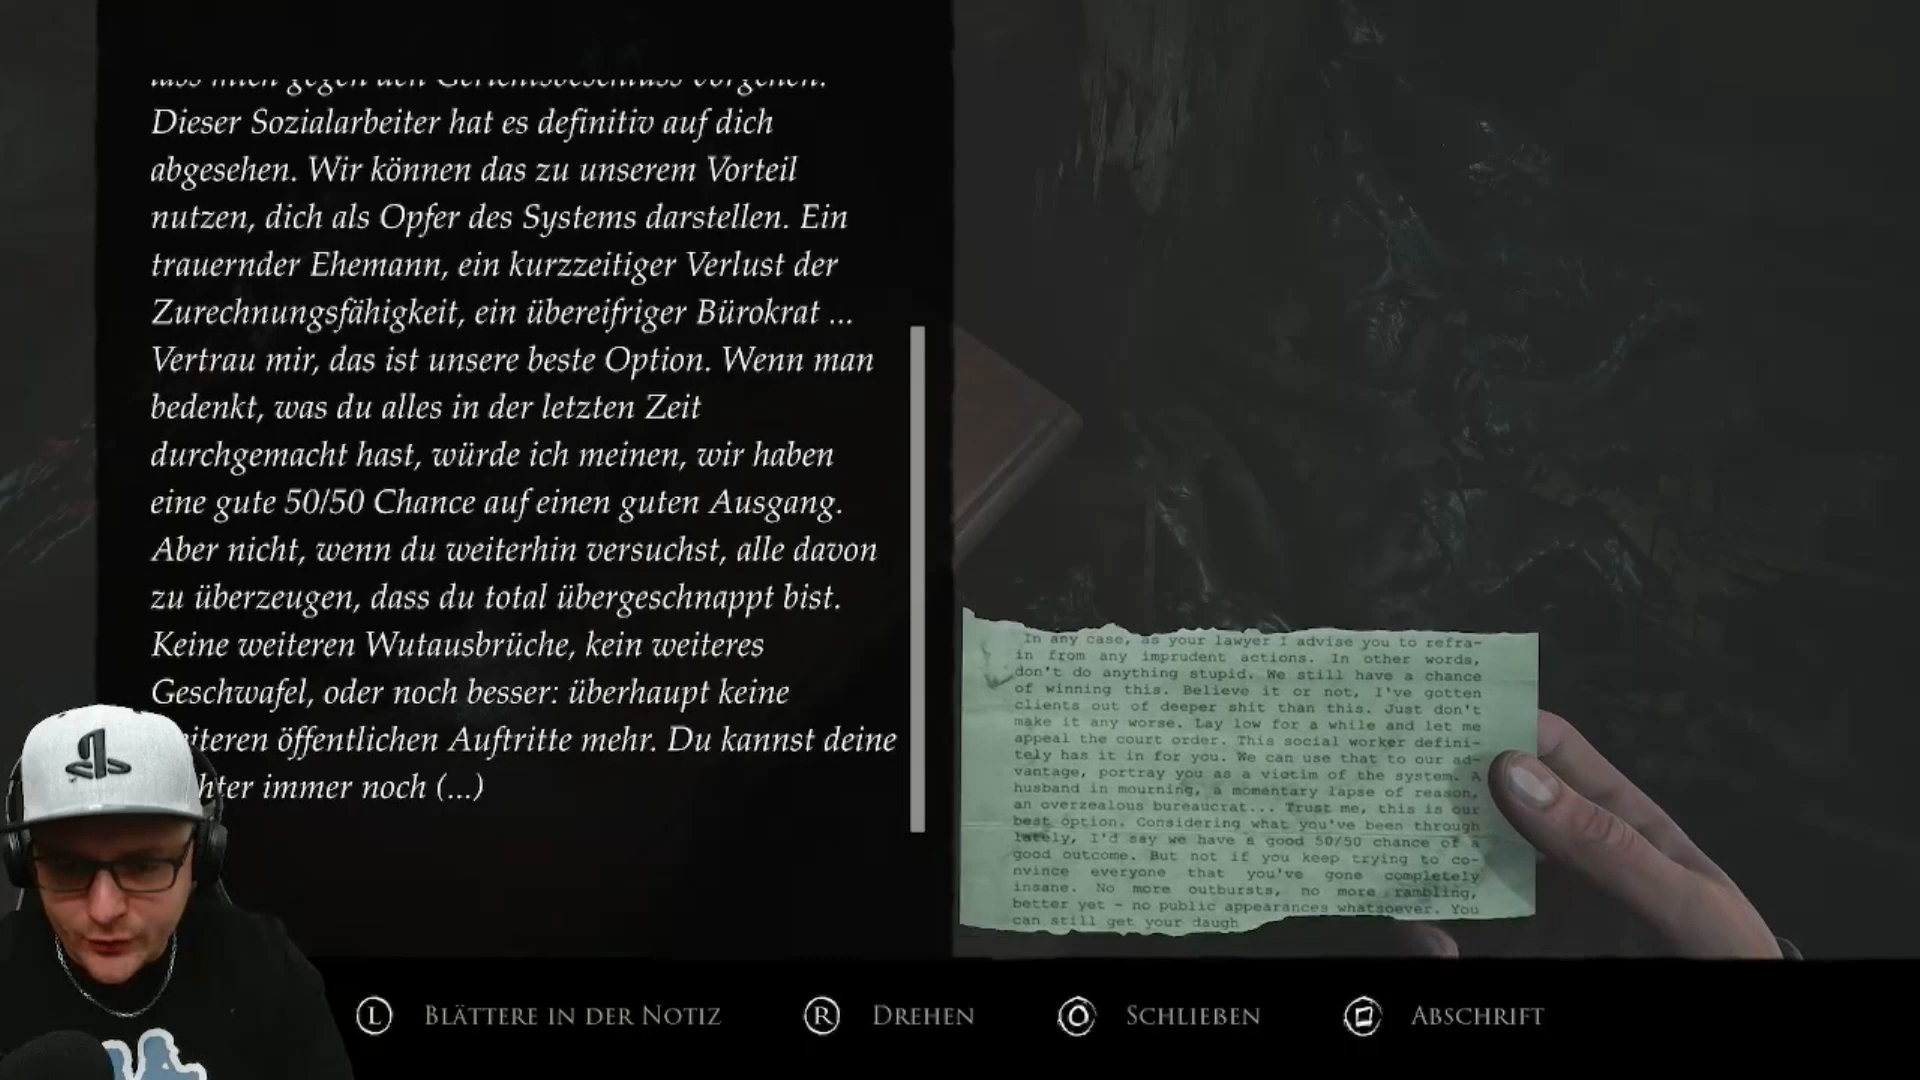 lass mich gegen den Gerichtsbeschluss vorgehen.
Dieser Sozialarbeiter hat es definitiv auf dich
abgesehen. Wir können das zu unserem Vorteil
nutzen, dich als Opfer des Systems darstellen. Ein
trauernder Ehemann, ein kurzzeitiger Verlust der
Zurechnungsfähigkeit, ein übereifriger Bürokrat ...
Vertrau mir, das ist unsere beste Option. Wenn man
bedenkt, was du alles in der letzten Zeit
durchgemacht hast, würde ich meinen, wir haben
eine gute 50/50 Chance auf einen guten Ausgang.
Aber nicht, wenn du weiterhin versuchst, alle davon
zu überzeugen, dass du total übergeschnappt bist.
Keine weiteren Wutausbrüche, kein weiteres
Geschwafel, oder noch besser: überhaupt keine
eiteren öffentlichen Auftritte mehr. Du kannst deine
hter immer noch (...)
In any case, as your lawyer I advise you to refra-
in from any imprudent actions. In other words,
don't do anything stupid. We still have a chance
of winning this. Believe it or not, I've gotten
clients out of deeper shit than this. Just don't
make it any worse. Lay low for a while and let me
appeal the court order. This social worker defini-
tely has it in for you. We can use that to our ad-
vantage, portray you as a victim of the system. A
husband in mourning, a momentary lapse of reason,
an overzealous bureaucrat... Trust me, this is our
best option. Considering what you've been through
lately, I'd say we have a good 50/50 chance of a
good outcome. But not if you keep trying to co-
nvince everyone that you've gone completely
insane. No more outbursts, no more rambling,
better yet - no public appearances whatsoever. You
can still get your daugh
L BLÄTTERE IN DER NOTIZ R DREHEN SCHLIEßEN ABSCHRIFT